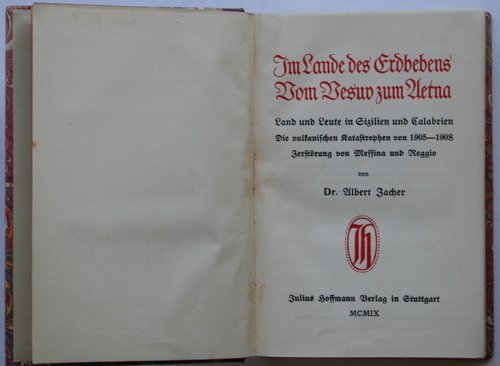 Im Lande des Erdbebens
Vom Vesuv zum Aetna
Land und Leute in Sizilien und Calabrien
Die vulkanischen Katastrophen von 1905—1908
Zerstörung von Messina und Reggio
von
Dr. Albert Zacher
JH
Julius Hoffmann Verlag in Stuttgart
MCMIX